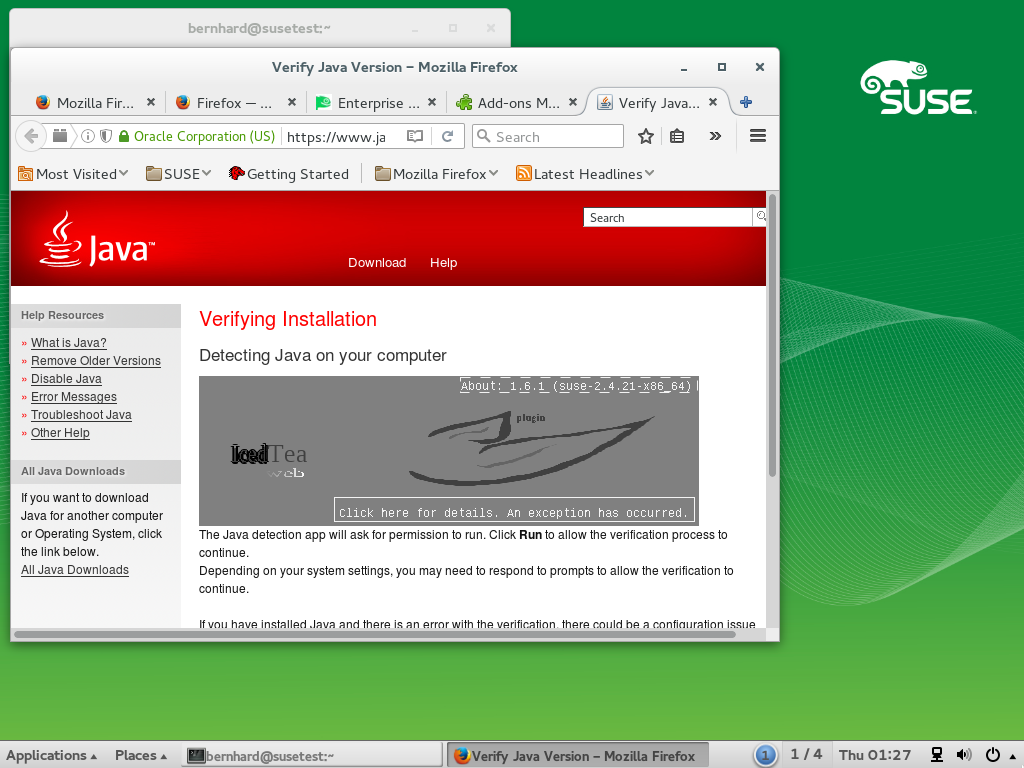 bernhard@susetest:~
Verify Java Version – Mozilla Firefox
Mozilla Fir... Firefox — ... Enterprise ... Add-ons M... Verify Java...
Oracle Corporation (US) https://www.ja Search
Most Visited SUSE Getting Started Mozilla Firefox Latest Headlines
SUSE
Search
Java™
Download Help
Help Resources
» What is Java?
» Remove Older Versions
» Disable Java
» Error Messages
» Troubleshoot Java
» Other Help
All Java Downloads
If you want to download
Java for another computer
or Operating System, click
the link below.
All Java Downloads
Verifying Installation
Detecting Java on your computer
About: 1.6.1 (suse-2.4.21-x86_64)
plugin
IcedTea
web
Click here for details. An exception has occurred.
The Java detection app will ask for permission to run. Click Run to allow the verification process to
continue.
Depending on your system settings, you may need to respond to prompts to allow the verification to
continue.
If you have installed Java and there is an error with the verification, there could be a configuration issue
Applications Places bernhard@susetest:~ Verify Java Version – Mozilla Firefox 1 1 / 4 Thu 01:27